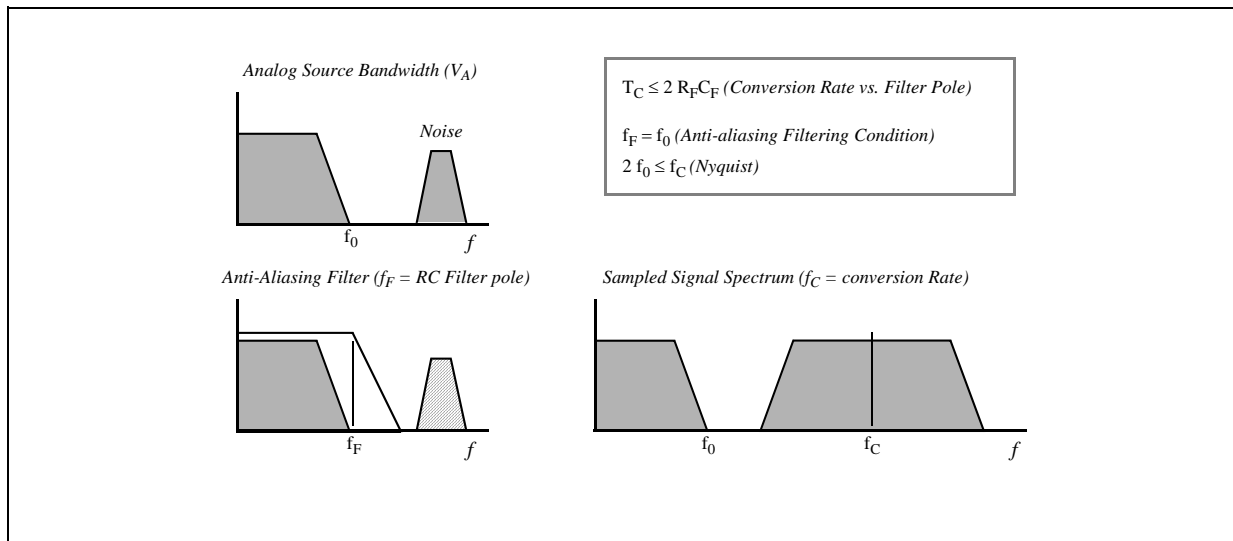 Analog Source Bandwidth (V_A)
Noise
f_0
f
T_C ≤ 2 R_FC_F (Conversion Rate vs. Filter Pole)
f_F = f_0 (Anti-aliasing Filtering Condition)
2 f_0 ≤ f_C (Nyquist)
Anti-Aliasing Filter (f_F = RC Filter pole)
f_F
f
Sampled Signal Spectrum (f_C = conversion Rate)
f_0
f_C
f